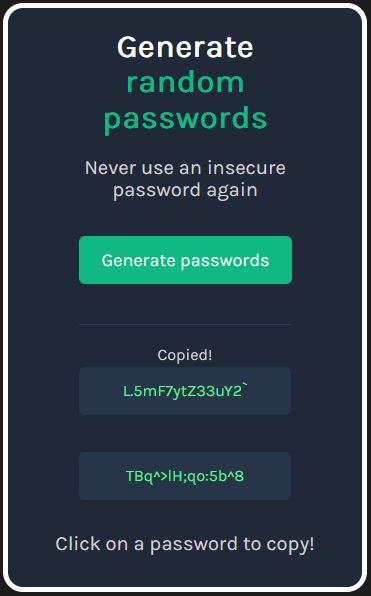 Generate
random
passwords
Never use an insecure
password again
Generate passwords
Copied!
L.5mF7ytZ33uY2`
TBq^>lH;qo:5b^8
Click on a password to copy!